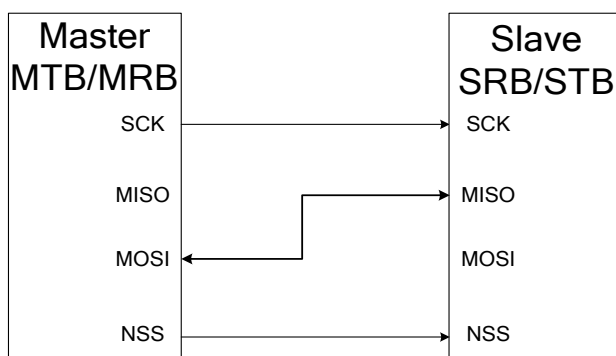 Master
MTB/MRB
SCK
MISO
MOSI
NSS
Slave
SRB/STB
SCK
MISO
MOSI
NSS